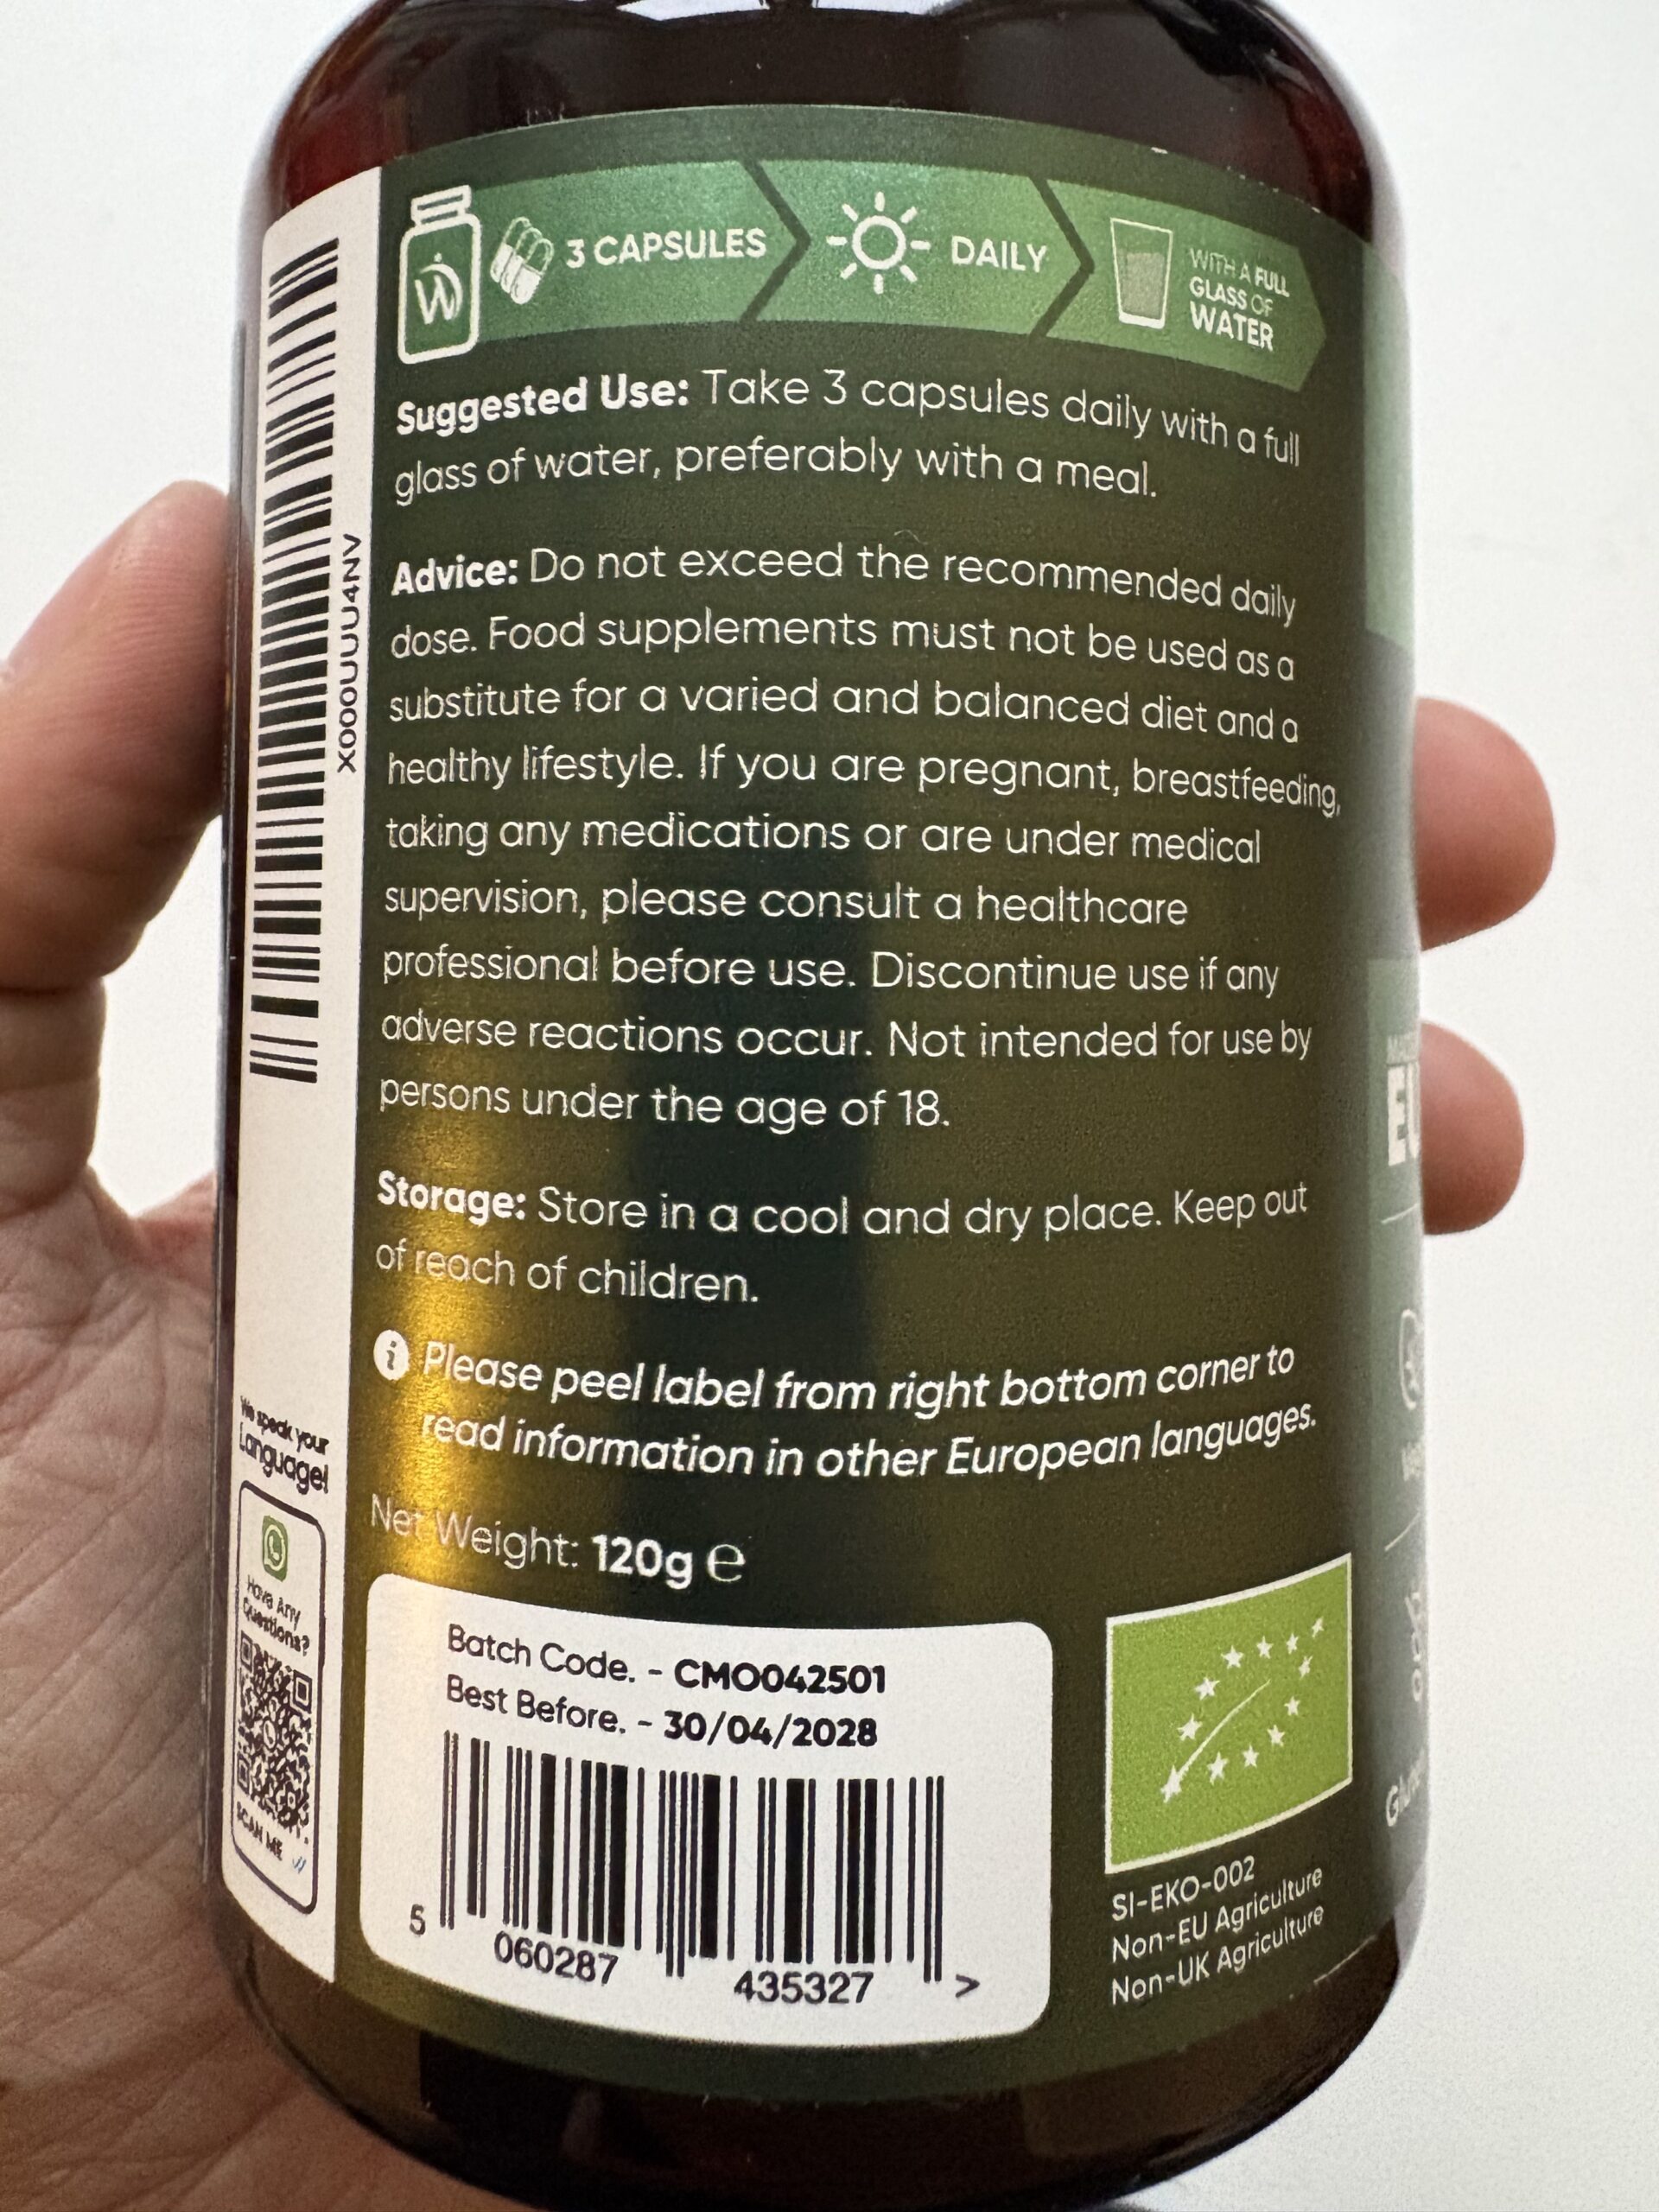 3 CAPSULES
DAILY
WITH A FULL
GLASS OF
WATER
Suggested Use: Take 3 capsules daily with a full
glass of water, preferably with a meal.
Advice: Do not exceed the recommended daily
dose. Food supplements must not be used as a
substitute for a varied and balanced diet and a
healthy lifestyle. If you are pregnant, breastfeeding,
taking any medications or are under medical
supervision, please consult a healthcare
professional before use. Discontinue use if any
adverse reactions occur. Not intended for use by
persons under the age of 18.
Storage: Store in a cool and dry place. Keep out
of reach of children.
Please peel label from right bottom corner to
read information in other European languages.
Net Weight: 120g e
Batch Code. - CMO042501
Best Before. - 30/04/2028
5 060287 435327 >
SI-EKO-002
Non-EU Agriculture
Non-UK Agriculture
X000UUU4NV
We speak your
Language!
Have Any
Questions?
SCAN ME